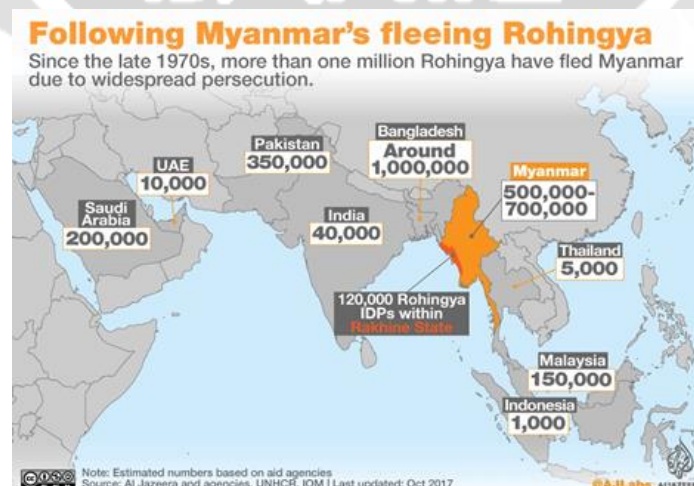 Following Myanmar's fleeing Rohingya
Since the late 1970s, more than one million Rohingya have fled Myanmar
due to widespread persecution.
Bangladesh
Around
1,000,000
Pakistan
350,000
UAE
10,000
Myanmar
500,000-
700,000
Saudi
Arabia
200,000
India
40,000
Thailand
5,000
120,000 Rohingya
IDPs within
Rakhine State
Malaysia
150,000
Indonesia
1,000
Note: Estimated numbers based on aid agencies
Source: Al Jazeera and agencies, UNHCR, IOM | Last updated: Oct 2017
@AJLabs